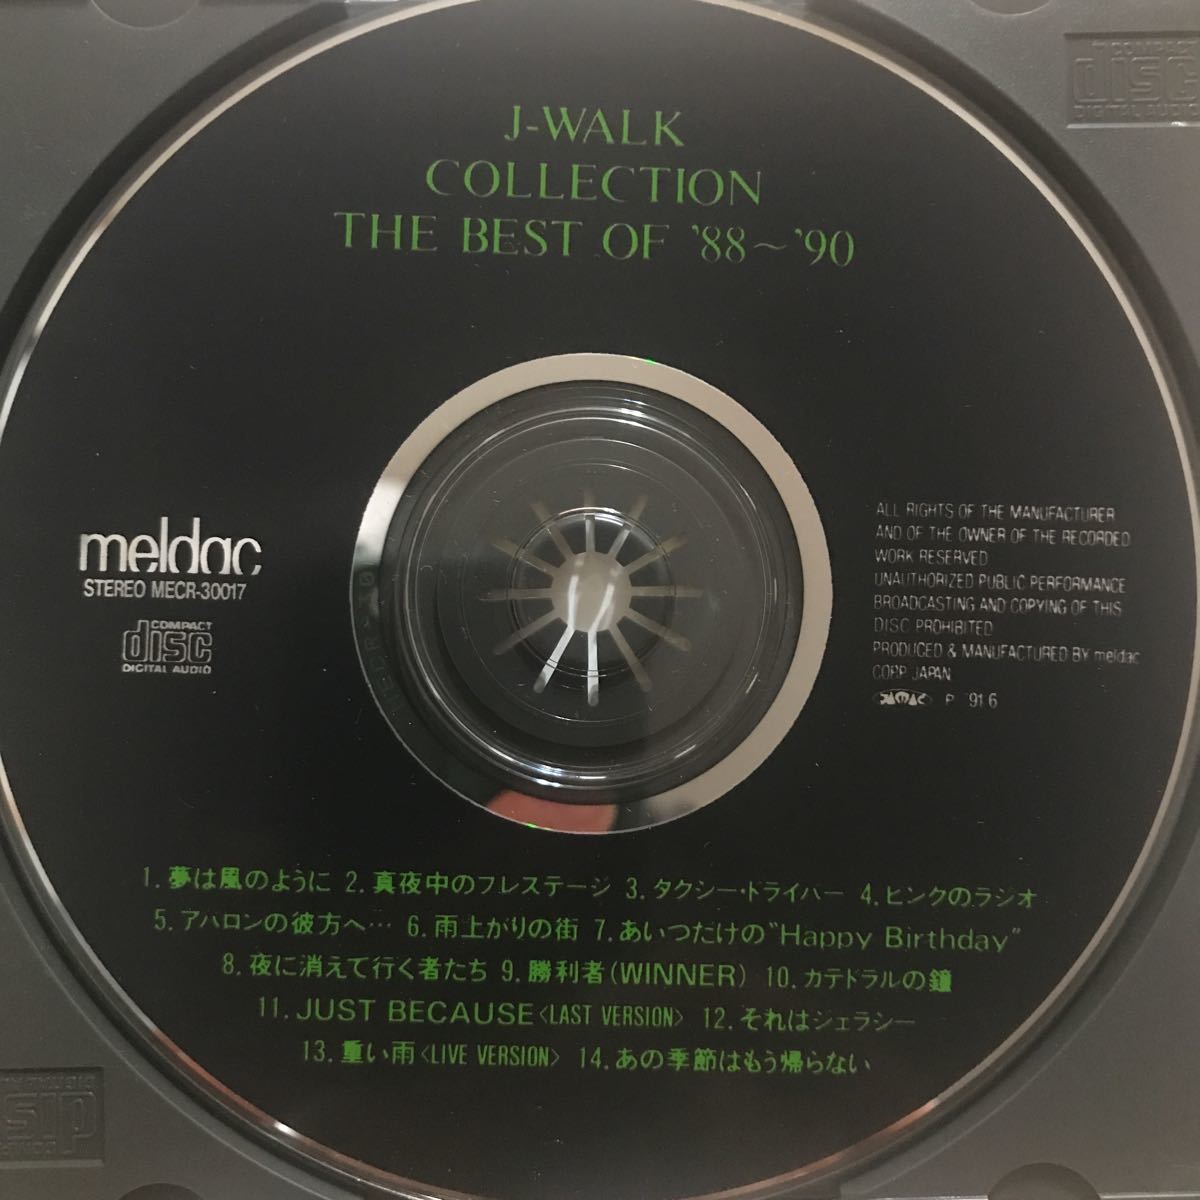 J-WALK
COLLECTION
THE BEST OF '88〜'90
meldac
STEREO MECR-30017
COMPACT
disc
DIGITAL AUDIO
ALL RIGHTS OF THE MANUFACTURER
AND OF THE OWNER OF THE RECORDED
WORK RESERVED
UNAUTHORIZED PUBLIC PERFORMANCE
BROADCASTING AND COPYING OF THIS
DISC PROHIBITED
PRODUCED & MANUFACTURED BY meldac
CORP. JAPAN
P 91.6
1. 夢は風のように 2. 真夜中のフレステージ 3. タクシー・ドライバー 4. ピンクのラジオ
5. アハロンの彼方へ… 6. 雨上がりの街 7. あいつだけの"Happy Birthday"
8. 夜に消えて行く者たち 9. 勝利者(WINNER) 10. カテドラルの鐘
11. JUST BECAUSE<LAST VERSION> 12. それはジェラシー
13. 重い雨<LIVE VERSION> 14. あの季節はもう帰らない
COMPACT
disc
DIGITAL AUDIO